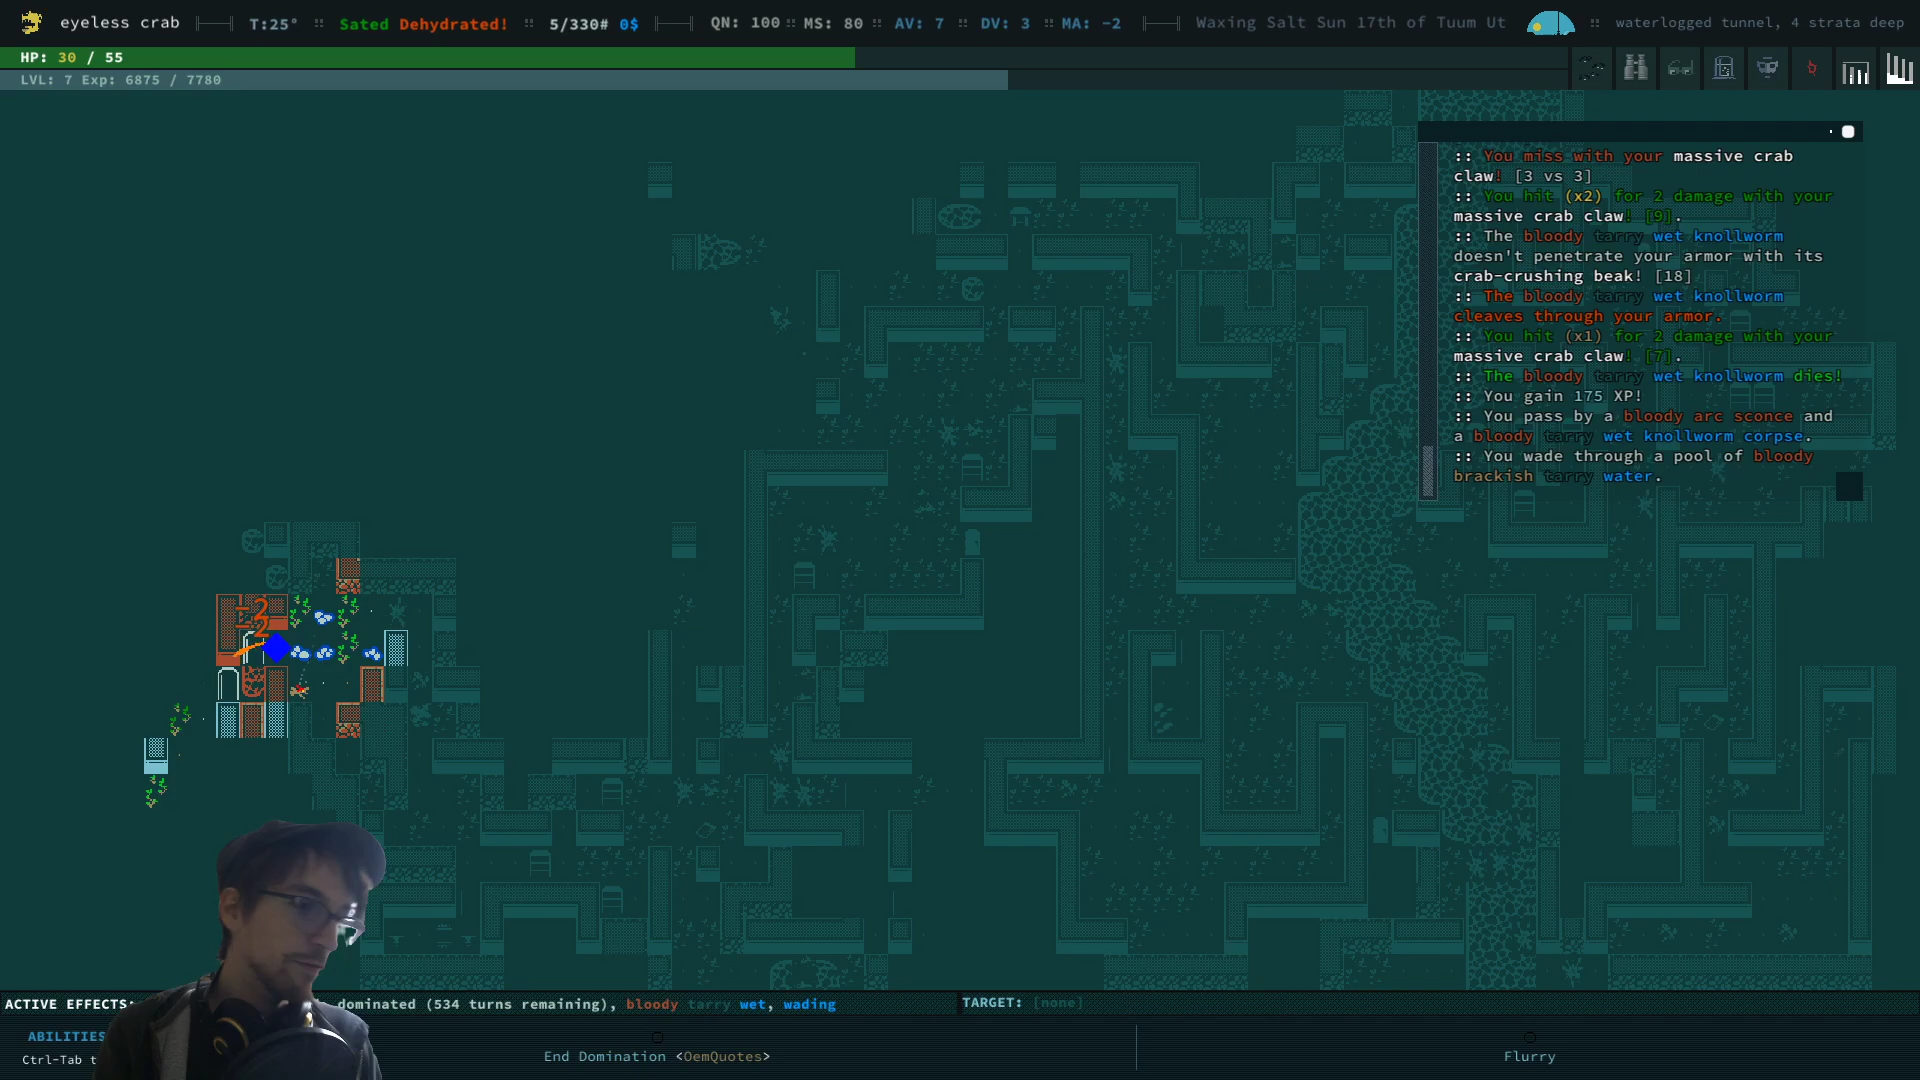 eyeless crab T:25° Sated Dehydrated! 5/330# 0$ QN: 100 MS: 80 AV: 7 DV: 3 MA: -2 Waxing Salt Sun 17th of Tuum Ut waterlogged tunnel, 4 strata deep
HP: 30 / 55
LVL: 7 Exp: 6875 / 7780
:: You miss with your massive crab
claw! [3 vs 3]
:: You hit (x2) for 2 damage with your
massive crab claw! [9].
:: The bloody tarry wet knollworm
doesn't penetrate your armor with its
crab-crushing beak! [18]
:: The bloody tarry wet knollworm
cleaves through your armor.
:: You hit (x1) for 2 damage with your
massive crab claw! [7].
:: The bloody tarry wet knollworm dies!
:: You gain 175 XP!
:: You pass by a bloody arc sconce and
a bloody tarry wet knollworm corpse.
:: You wade through a pool of bloody
brackish tarry water.
-2
-2
ACTIVE EFFECTS: dominated (534 turns remaining), bloody tarry wet, wading TARGET: [none]
ABILITIES
Ctrl-Tab t
End Domination <OemQuotes> Flurry